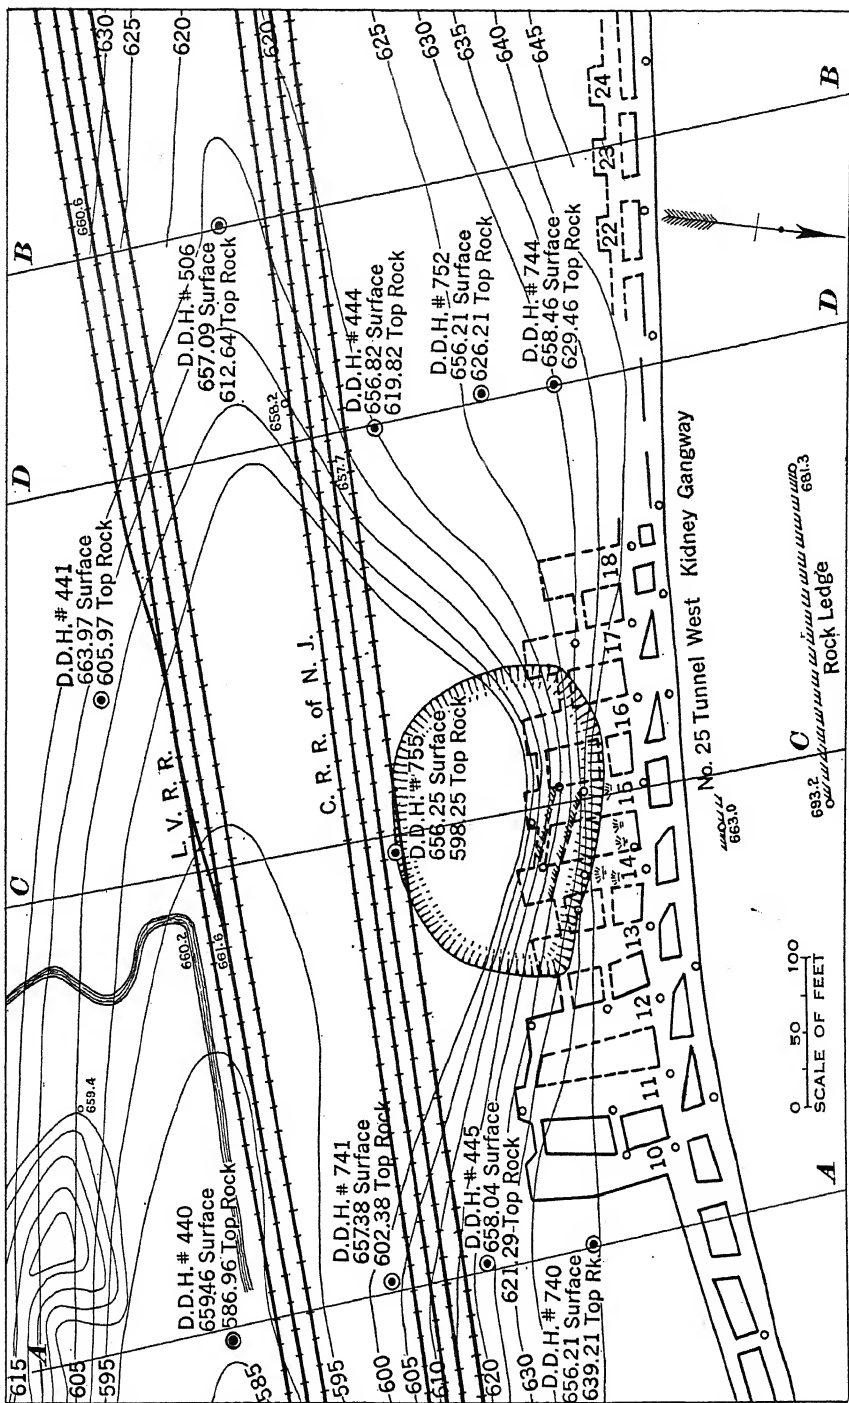 615
A
605
595
659.4
D.D.H.# 440
65946 Surface
586.96 Top Rock
585
595
660.2
661.6
C
L. V. R. R.
D.D.H.# 441
663.97 Surface
605.97 Top Rock
D
B
660.6
630
625
620
620
D.D.H.# 506
657.09 Surface
612.64 Top Rock
658.2
657.7
C. R. R. of N. J.
D.D.H.# 444
656.82 Surface
619.82 Top Rock
D.D.H.# 752
656.21 Surface
626.21 Top Rock
D.D.H.# 744
658.46 Surface
629.46 Top Rock
625
630
635
640
645
D.D.H.# 755
656.25 Surface
598.25 Top Rock
D.D.H.# 741
657.38 Surface
602.38 Top Rock
600
605
610
620
630
D.D.H.# 445
658.04 Surface
621.29 Top Rock
D.D.H.# 740
656.21 Surface
639.21 Top Rk.
10
11
12
13
14
15
16
17
18
22
23
24
No. 25 Tunnel West Kidney Gangway
663.0
693.2
681.3
Rock Ledge
0 50 100
SCALE OF FEET
A
C
D
B